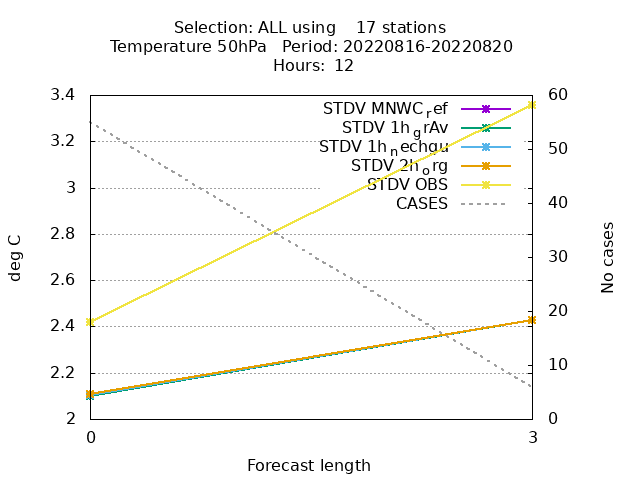 Selection: ALL using    17 stations
Temperature 50hPa   Period: 20220816-20220820
Hours: 12
3.4
3.2
3
2.8
2.6
2.4
2.2
2
deg C
STDV MNWC_ref
STDV 1h_grAv
STDV 1h_nechgu
STDV 2h_org
STDV OBS
CASES
60
50
40
30
20
10
0
No cases
0
3
Forecast length